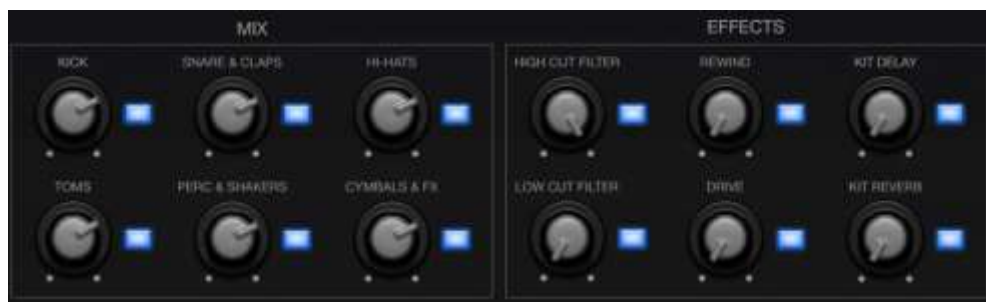 MIX
KICK SNARE & CLAPS HI-HATS
TOMS PERC & SHAKERS CYMBALS & FX
EFFECTS
HIGH CUT FILTER REWIND KIT DELAY
LOW CUT FILTER DRIVE KIT REVERB